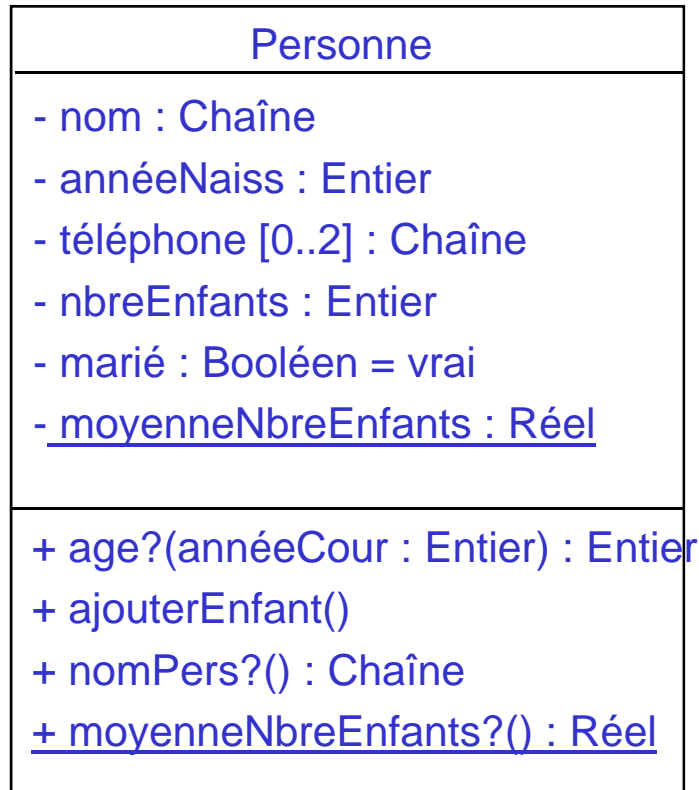 Personne
- nom : Chaîne
- annéeNaiss : Entier
- téléphone [0..2] : Chaîne
- nbreEnfants : Entier
- marié : Booléen = vrai
- moyenneNbreEnfants : Réel
+ age?(annéeCour : Entier) : Entier
+ ajouterEnfant()
+ nomPers?() : Chaîne
+ moyenneNbreEnfants?() : Réel